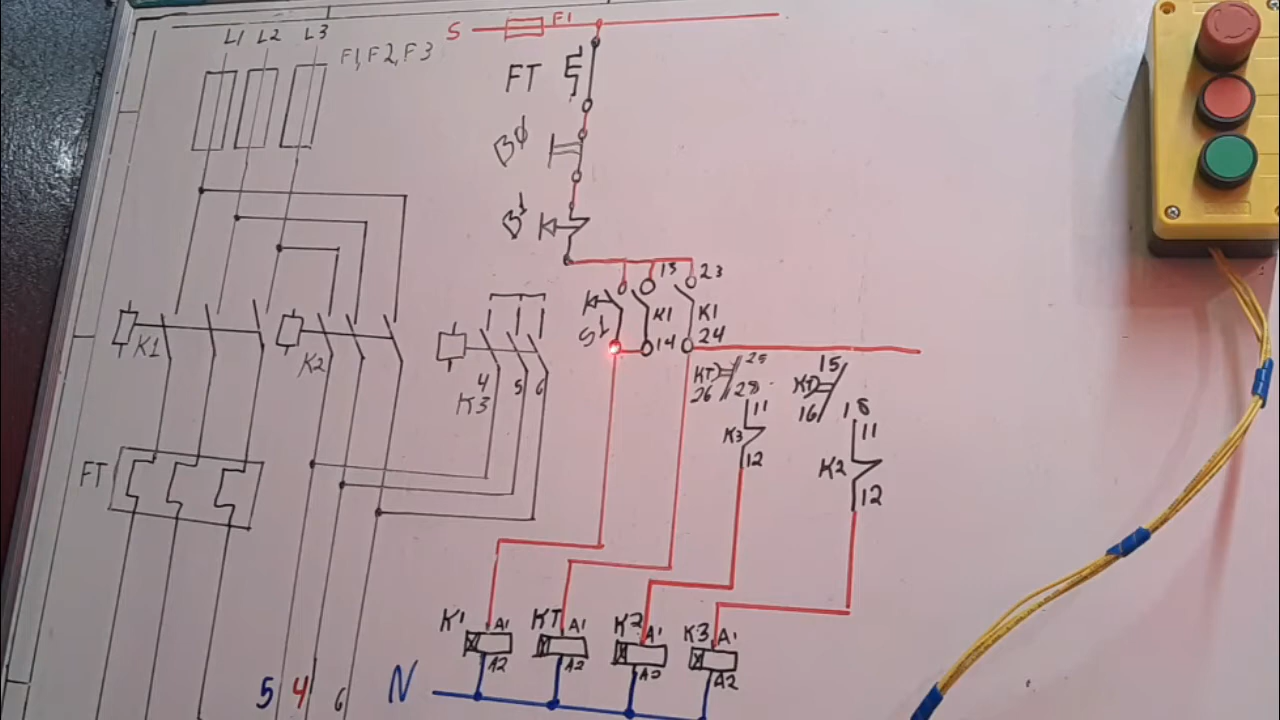 L1 L2 L3
F1, F2, F3
S F1
FT
B0
B1
13 23
K1 K1
S1
14 24
K1 K2
K3
4 5 6
KT 25
26 28
KT 15
16 18
11
K3
12
11
K2
12
FT
K1 A1
A2
KT A1
A2
K2 A1
A2
K3 A1
A2
N
5 4 6